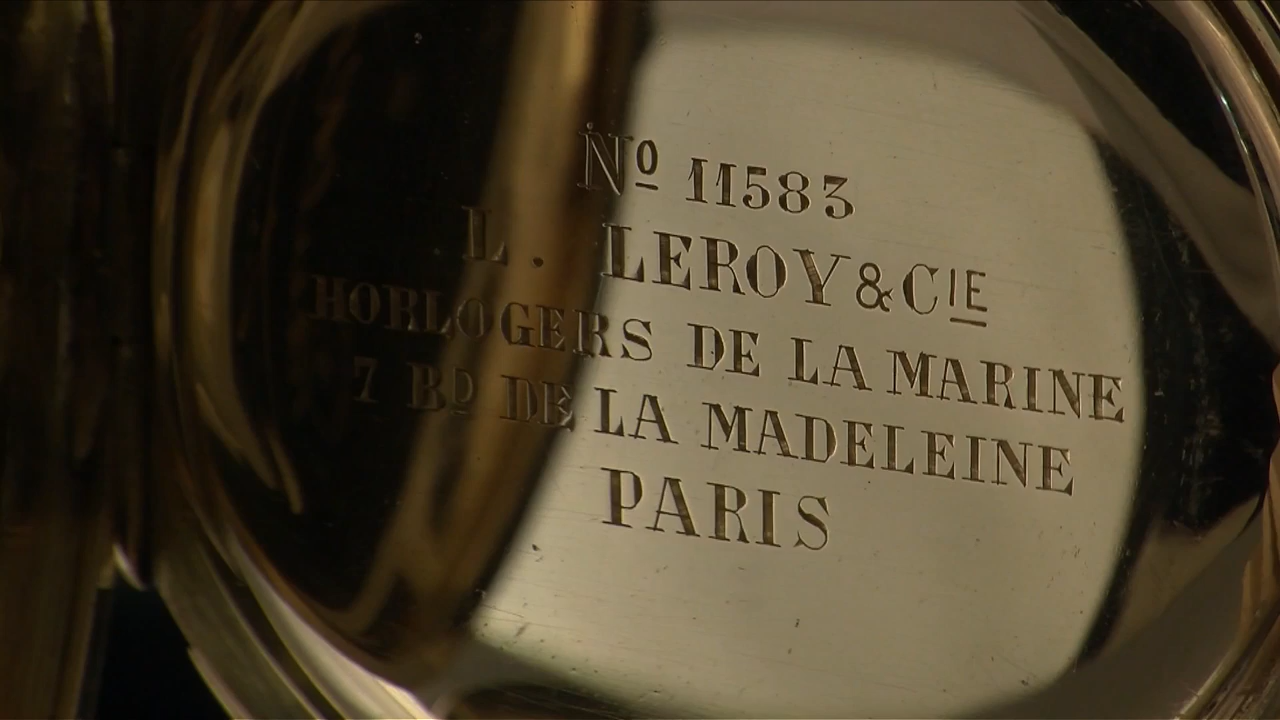 Nº 11583
L. LEROY & CIE
HORLOGERS DE LA MARINE
7 BD DE LA MADELEINE
PARIS